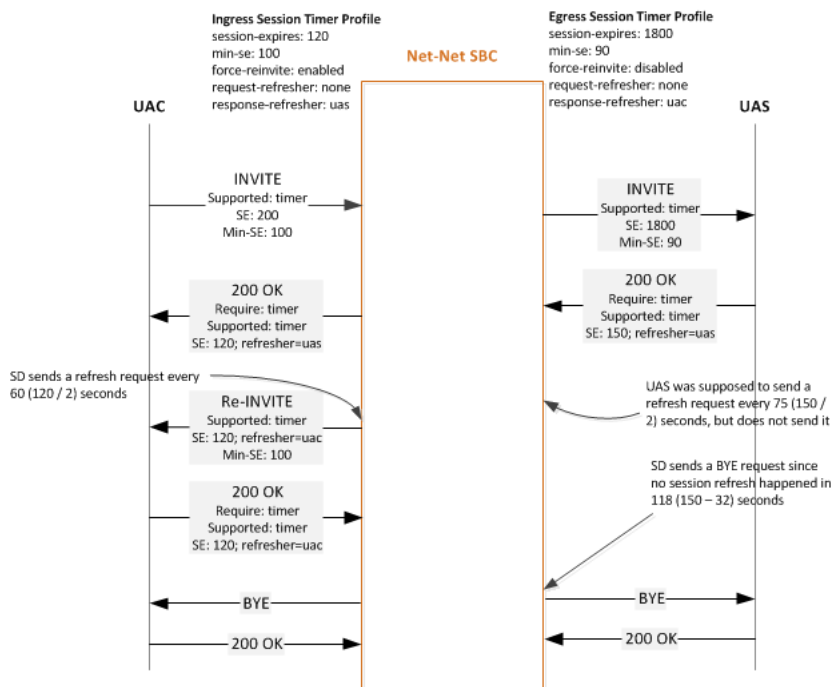 Ingress Session Timer Profile
session-expires: 120
min-se: 100
force-reinvite: enabled
request-refresher: none
response-refresher: uas
Net-Net SBC
Egress Session Timer Profile
session-expires: 1800
min-se: 90
force-reinvite: disabled
request-refresher: none
response-refresher: uac
UAC
UAS
INVITE
Supported: timer
SE: 200
Min-SE: 100
INVITE
Supported: timer
SE: 1800
Min-SE: 90
200 OK
Require: timer
Supported: timer
SE: 120; refresher=uas
200 OK
Require: timer
Supported: timer
SE: 150; refresher=uas
SD sends a refresh request every
60 (120 / 2) seconds
UAS was supposed to send a
refresh request every 75 (150 /
2) seconds, but does not send it
Re-INVITE
Supported: timer
SE: 120; refresher=uac
Min-SE: 100
SD sends a BYE request since
no session refresh happened in
118 (150 – 32) seconds
200 OK
Require: timer
Supported: timer
SE: 120; refresher=uac
BYE
BYE
200 OK
200 OK